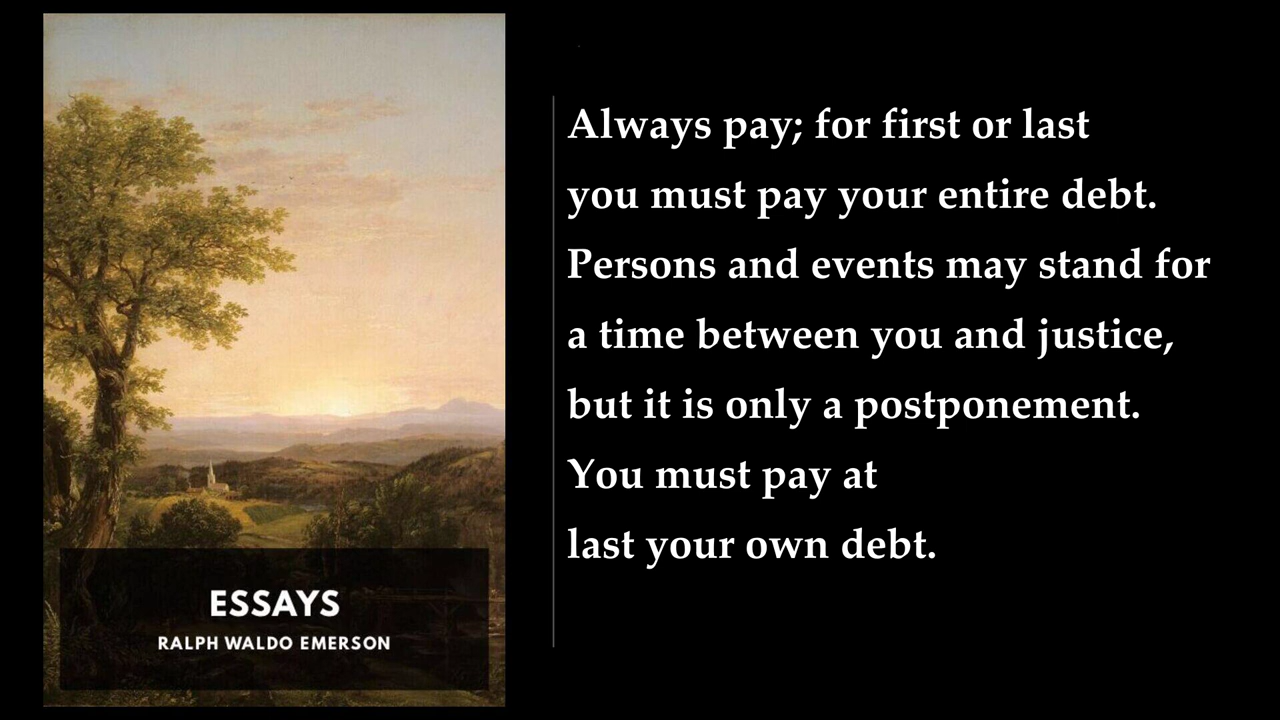 ESSAYS
RALPH WALDO EMERSON
Always pay; for first or last
you must pay your entire debt.
Persons and events may stand for
a time between you and justice,
but it is only a postponement.
You must pay at
last your own debt.